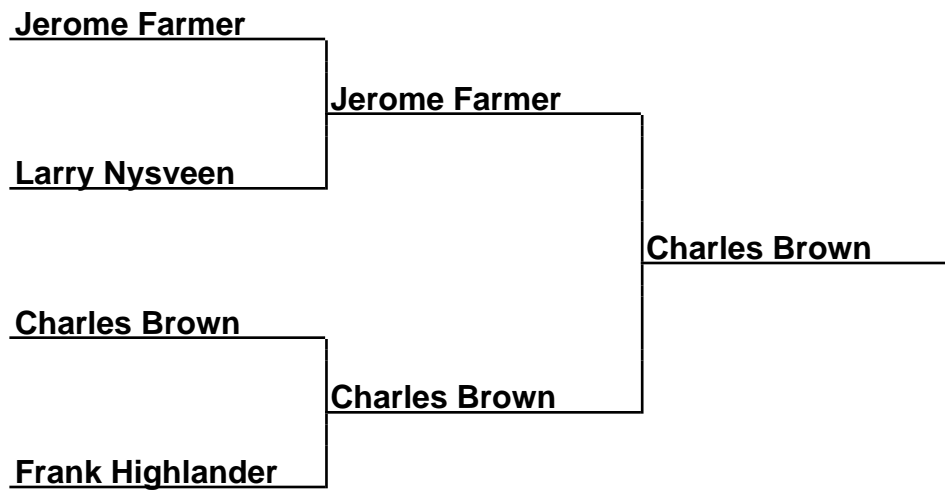 Jerome Farmer
Jerome Farmer
Larry Nysveen
Charles Brown
Charles Brown
Charles Brown
Frank Highlander